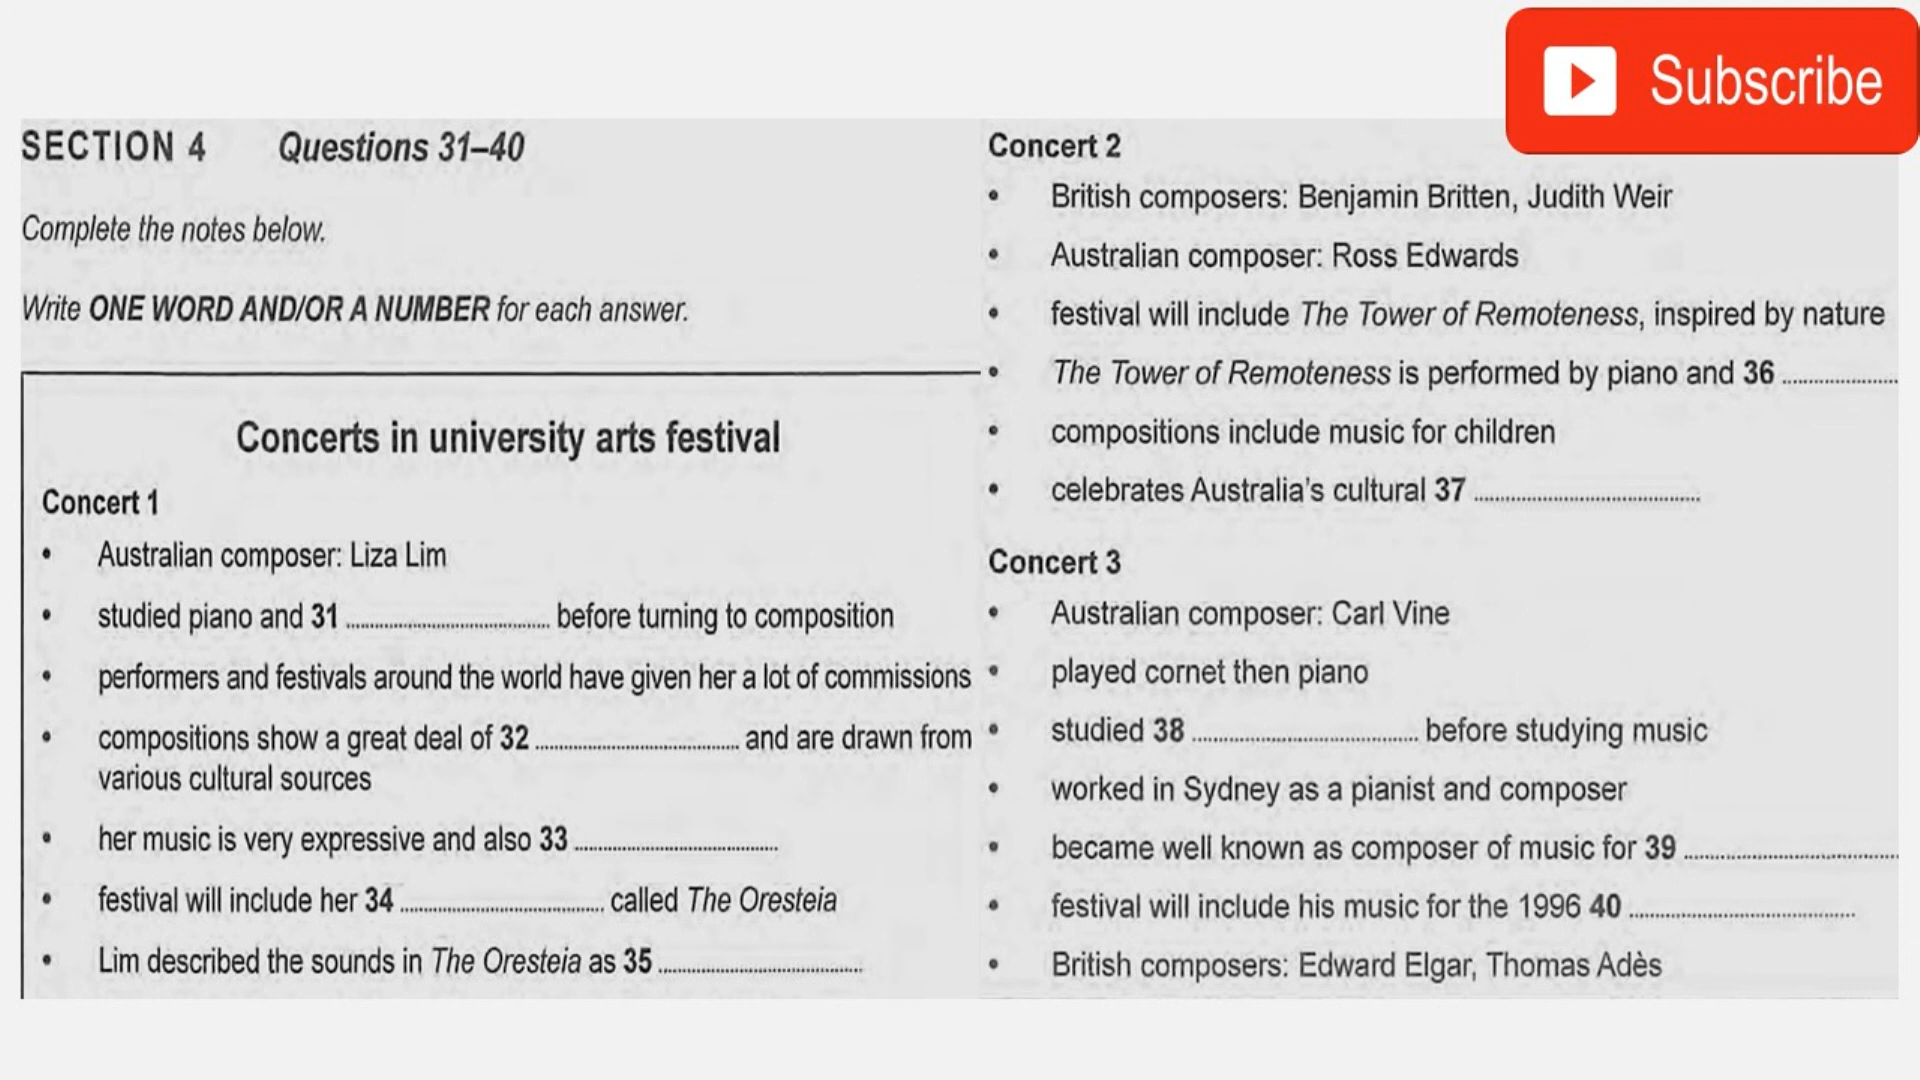 Subscribe
SECTION 4 Questions 31–40
Complete the notes below.
Write ONE WORD AND/OR A NUMBER for each answer.
Concerts in university arts festival
Concert 1
• Australian composer: Liza Lim
• studied piano and 31 .................... before turning to composition
• performers and festivals around the world have given her a lot of commissions
• compositions show a great deal of 32 .................... and are drawn from
various cultural sources
• her music is very expressive and also 33 ....................
• festival will include her 34 .................... called The Oresteia
• Lim described the sounds in The Oresteia as 35 ....................
Concert 2
• British composers: Benjamin Britten, Judith Weir
• Australian composer: Ross Edwards
• festival will include The Tower of Remoteness, inspired by nature
• The Tower of Remoteness is performed by piano and 36 ....................
• compositions include music for children
• celebrates Australia’s cultural 37 ....................
Concert 3
• Australian composer: Carl Vine
• played cornet then piano
• studied 38 .................... before studying music
• worked in Sydney as a pianist and composer
• became well known as composer of music for 39 ....................
• festival will include his music for the 1996 40 ....................
• British composers: Edward Elgar, Thomas Adès